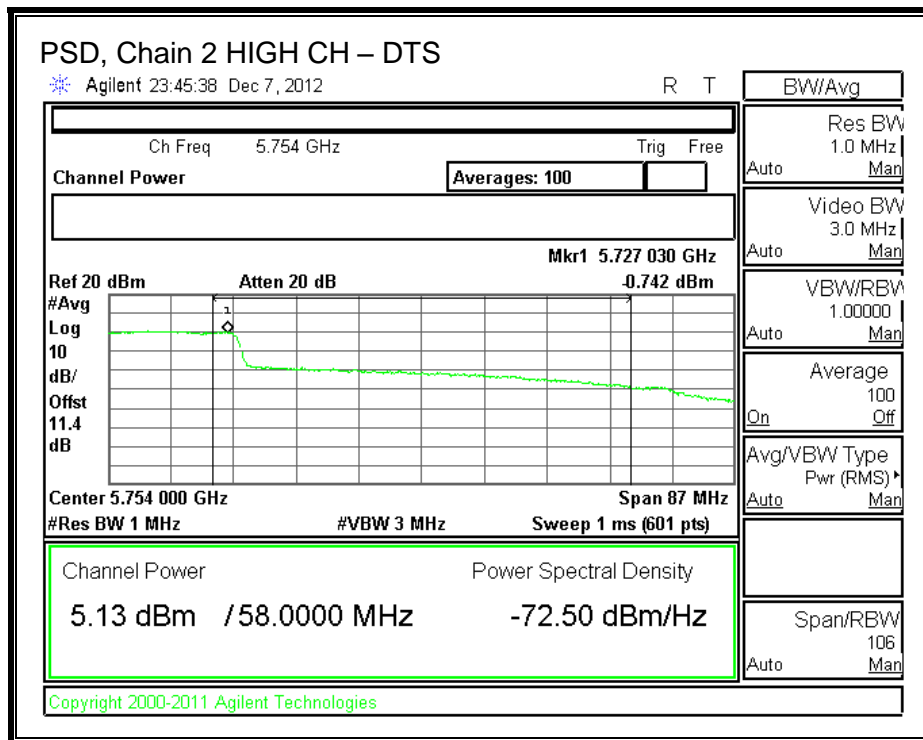 PSD, Chain 2 HIGH CH – DTS
Agilent 23:45:38 Dec 7, 2012 R T
BW/Avg
Ch Freq 5.754 GHz Trig Free
Channel Power Averages: 100
Res BW
1.0 MHz
Auto Man
Video BW
3.0 MHz
Auto Man
Mkr1 5.727 030 GHz
Ref 20 dBm Atten 20 dB -0.742 dBm
#Avg
Log
10
dB/
Offst
11.4
dB
1
VBW/RBW
1.00000
Auto Man
Average
100
On Off
Avg/VBW Type
Pwr (RMS)
Auto Man
Center 5.754 000 GHz Span 87 MHz
#Res BW 1 MHz #VBW 3 MHz Sweep 1 ms (601 pts)
Channel Power Power Spectral Density
5.13 dBm /58.0000 MHz -72.50 dBm/Hz
Span/RBW
106
Auto Man
Copyright 2000-2011 Agilent Technologies